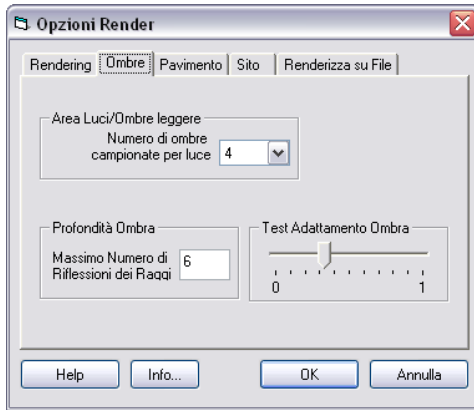 Opzioni Render
Rendering Ombre Pavimento Sito Renderizza su File
Area Luci/Ombre leggere
Numero di ombre
campionate per luce 4
Profondità Ombra
Massimo Numero di
Riflessioni dei Raggi 6
Test Adattamento Ombra
0 1
Help Info... OK Annulla